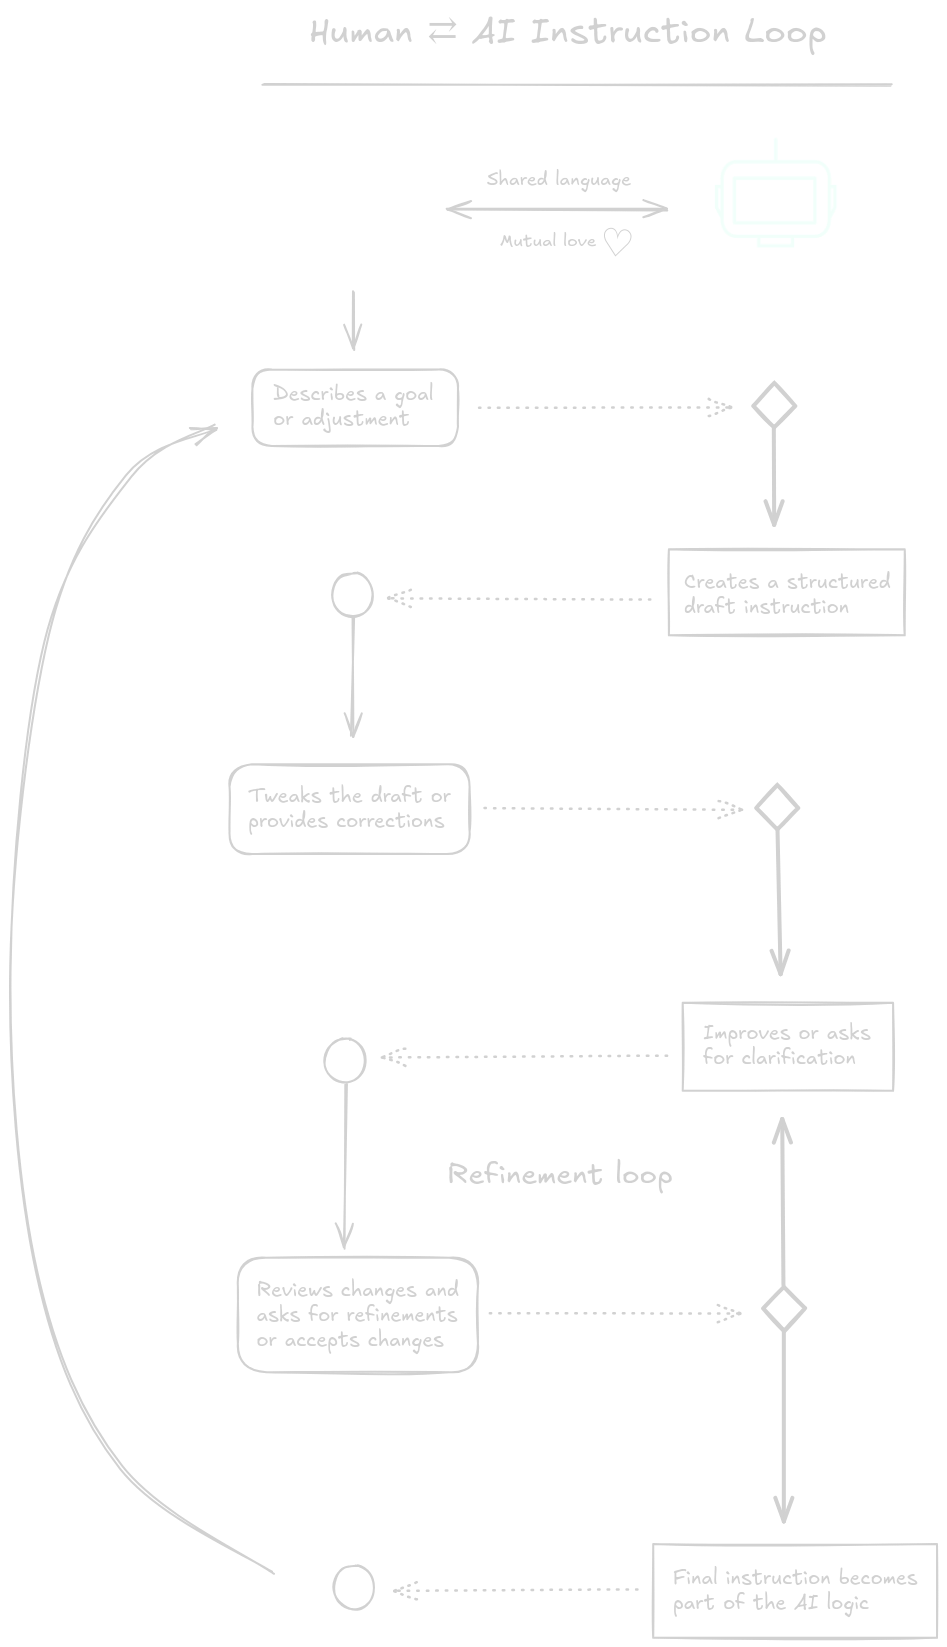 Human ⇄ AI Instruction Loop
Shared language
Mutual love ♡
Describes a goal
or adjustment
Creates a structured
draft instruction
Tweaks the draft or
provides corrections
Improves or asks
for clarification
Refinement loop
Reviews changes and
asks for refinements
or accepts changes
Final instruction becomes
part of the AI logic